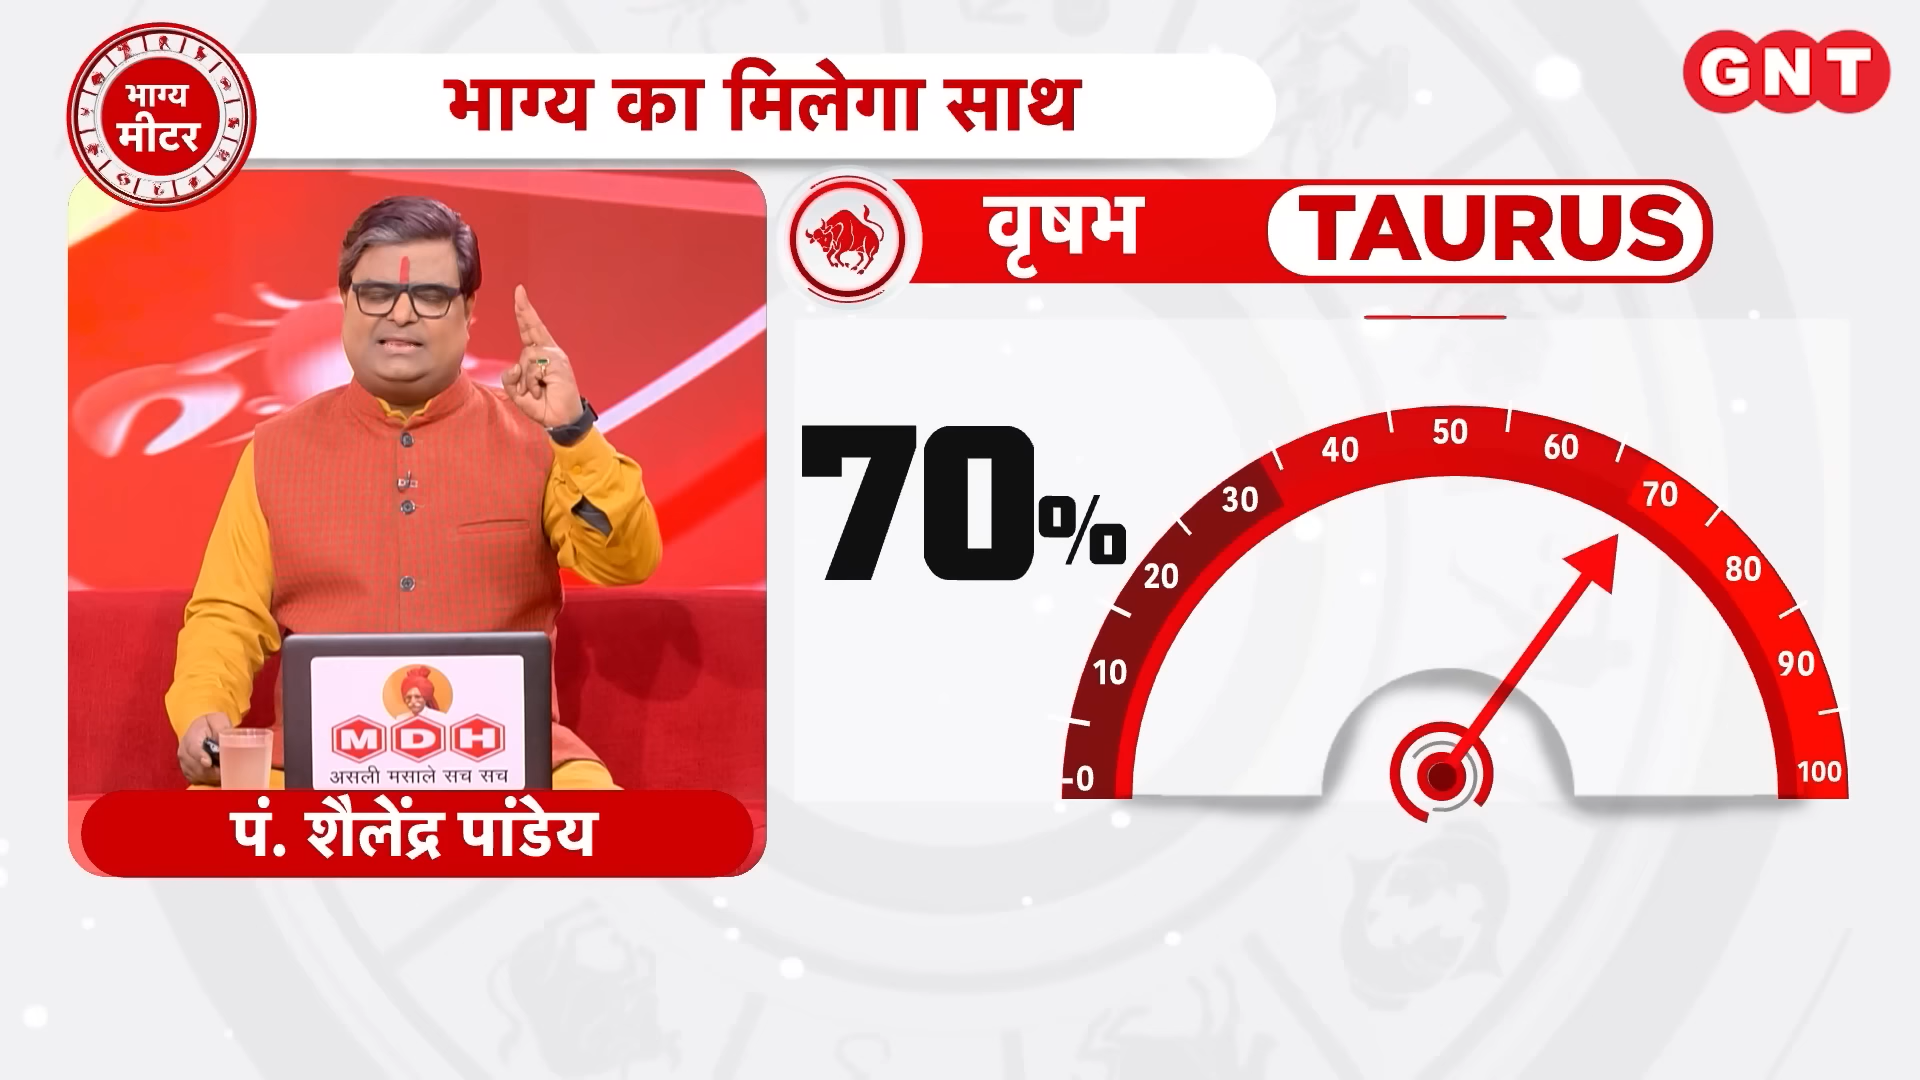 भाग्य
मीटर
भाग्य का मिलेगा साथ
GNT
वृषभ TAURUS
70%
-0
10
20
30
40
50
60
70
80
90
100
MDH
असली मसाले सच सच
पं. शैलेंद्र पांडेय